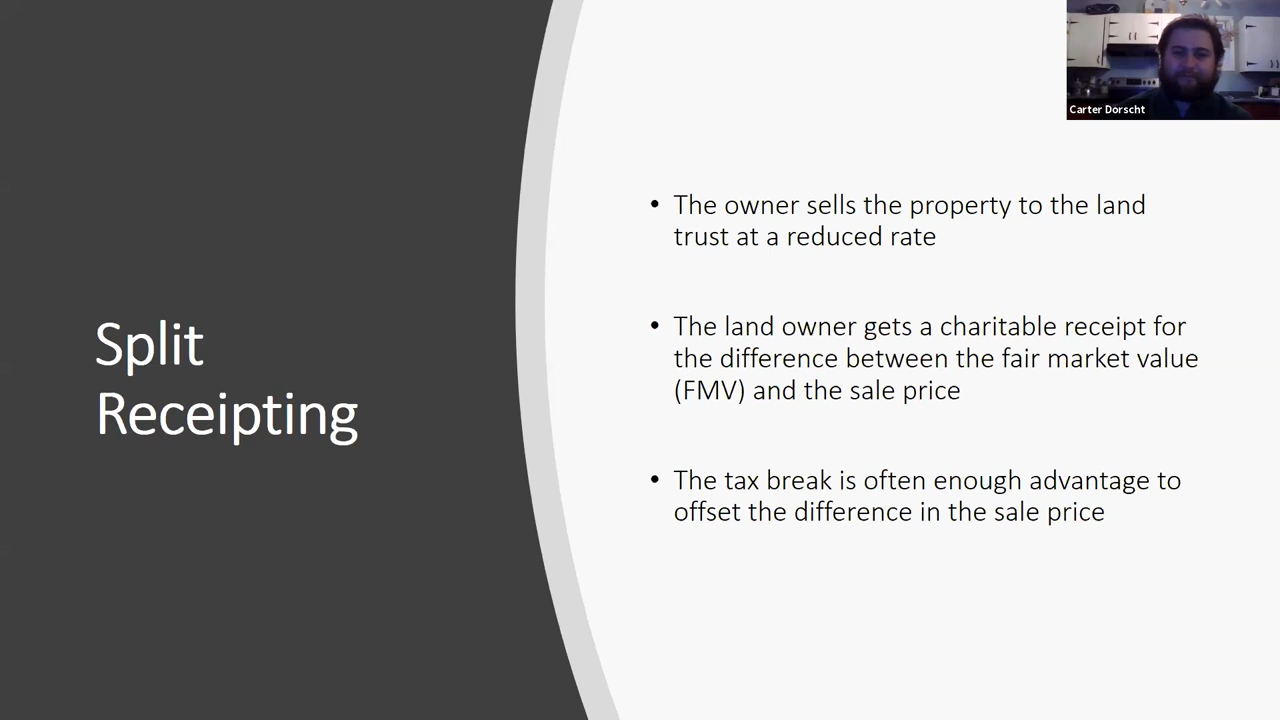 Carter Dorscht
Split
Receipting
• The owner sells the property to the land
trust at a reduced rate
• The land owner gets a charitable receipt for
the difference between the fair market value
(FMV) and the sale price
• The tax break is often enough advantage to
offset the difference in the sale price